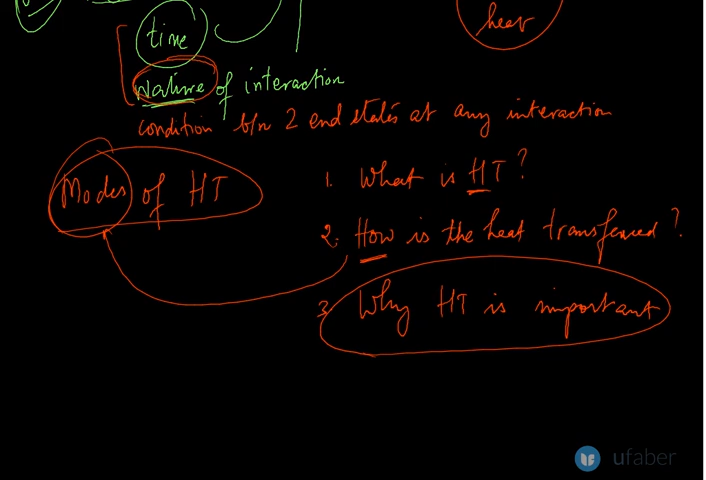 heat
time
Nature of interaction
condition b/n 2 end states at any interaction
Modes of HT
1. What is HT?
2. How is the heat transferred?
3. Why HT is important
ufaber